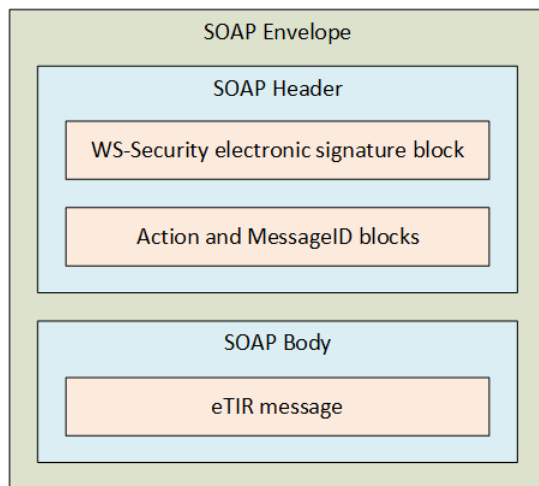 SOAP Envelope
SOAP Header
WS-Security electronic signature block
Action and MessageID blocks
SOAP Body
eTIR message